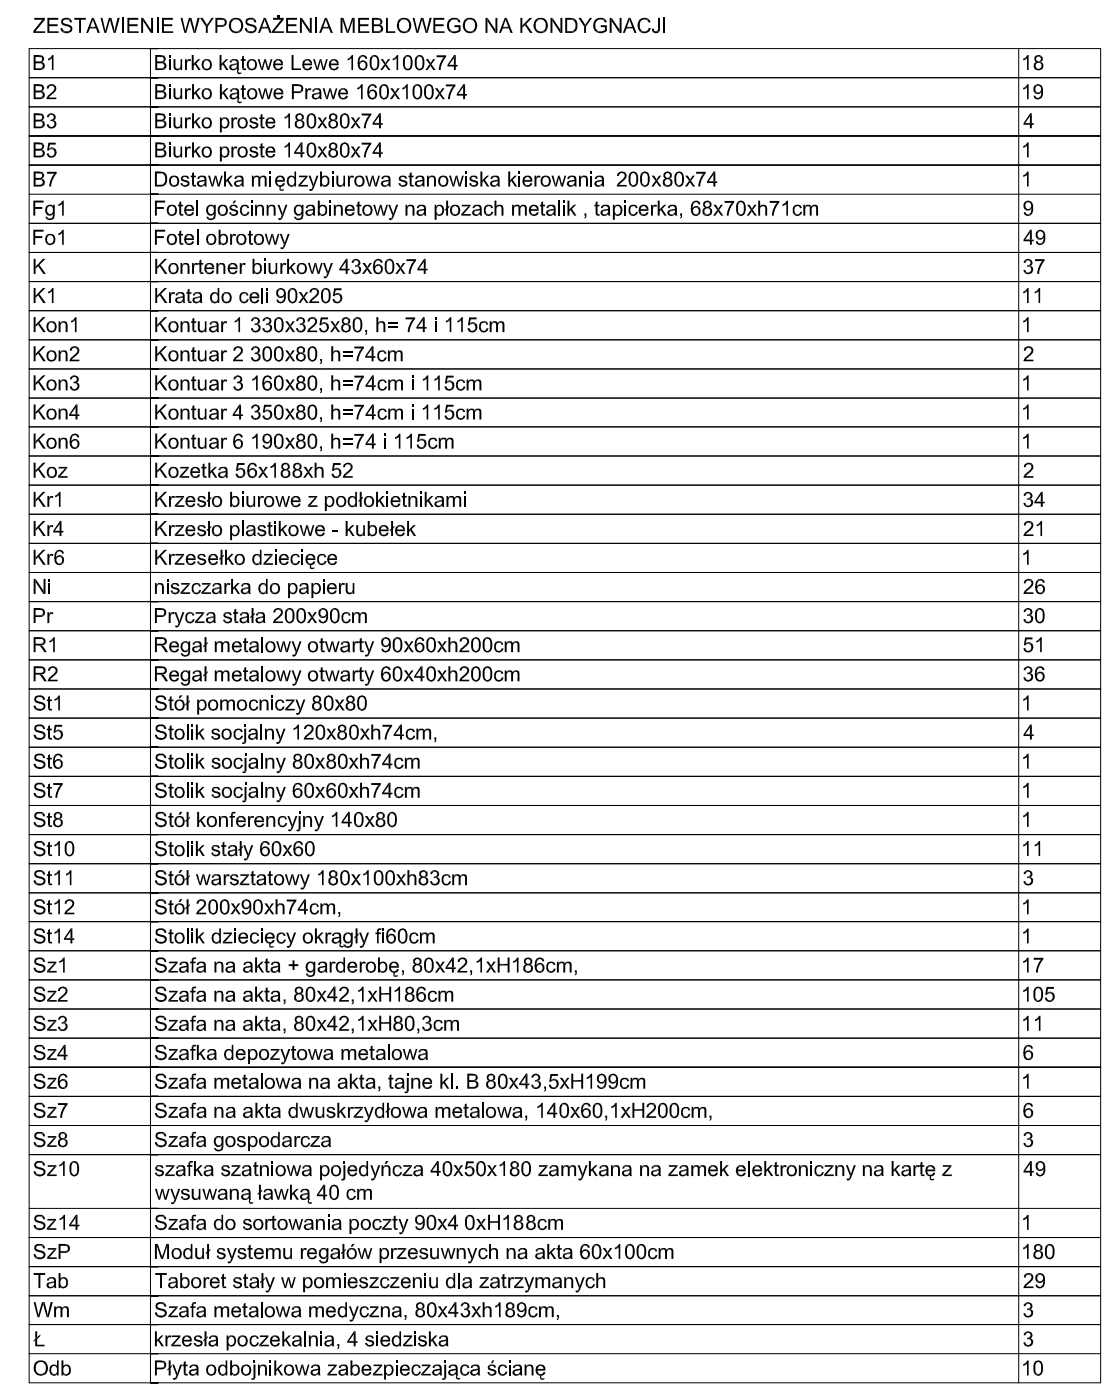 ZESTAWIENIE WYPOSAŻENIA MEBLOWEGO NA KONDYGNACJI
B1 Biurko kątowe Lewe 160x100x74 18
B2 Biurko kątowe Prawe 160x100x74 19
B3 Biurko proste 180x80x74 4
B5 Biurko proste 140x80x74 1
B7 Dostawka międzybiurowa stanowiska kierowania 200x80x74 1
Fg1 Fotel gościnny gabinetowy na płozach metalik , tapicerka, 68x70xh71cm 9
Fo1 Fotel obrotowy 49
K Konrtener biurkowy 43x60x74 37
K1 Krata do celi 90x205 11
Kon1 Kontuar 1 330x325x80, h= 74 i 115cm 1
Kon2 Kontuar 2 300x80, h=74cm 2
Kon3 Kontuar 3 160x80, h=74cm i 115cm 1
Kon4 Kontuar 4 350x80, h=74cm i 115cm 1
Kon6 Kontuar 6 190x80, h=74 i 115cm 1
Koz Kozetka 56x188xh 52 2
Kr1 Krzesło biurowe z podłokietnikami 34
Kr4 Krzesło plastikowe - kubełek 21
Kr6 Krzesełko dziecięce 1
Ni niszczarka do papieru 26
Pr Prycza stała 200x90cm 30
R1 Regał metalowy otwarty 90x60xh200cm 51
R2 Regał metalowy otwarty 60x40xh200cm 36
St1 Stół pomocniczy 80x80 1
St5 Stolik socjalny 120x80xh74cm, 4
St6 Stolik socjalny 80x80xh74cm 1
St7 Stolik socjalny 60x60xh74cm 1
St8 Stół konferencyjny 140x80 1
St10 Stolik stały 60x60 11
St11 Stół warsztatowy 180x100xh83cm 3
St12 Stół 200x90xh74cm, 1
St14 Stolik dziecięcy okrągły fi60cm 1
Sz1 Szafa na akta + garderobę, 80x42,1xH186cm, 17
Sz2 Szafa na akta, 80x42,1xH186cm 105
Sz3 Szafa na akta, 80x42,1xH80,3cm 11
Sz4 Szafka depozytowa metalowa 6
Sz6 Szafa metalowa na akta, tajne kl. B 80x43,5xH199cm 1
Sz7 Szafa na akta dwuskrzydłowa metalowa, 140x60,1xH200cm, 6
Sz8 Szafa gospodarcza 3
Sz10 szafka szatniowa pojedyńcza 40x50x180 zamykana na zamek elektroniczny na kartę z 49
wysuwaną ławką 40 cm
Sz14 Szafa do sortowania poczty 90x4 0xH188cm 1
SzP Moduł systemu regałów przesuwnych na akta 60x100cm 180
Tab Taboret stały w pomieszczeniu dla zatrzymanych 29
Wm Szafa metalowa medyczna, 80x43xh189cm, 3
Ł krzesła poczekalnia, 4 siedziska 3
Odb Płyta odbojnikowa zabezpieczająca ścianę 10